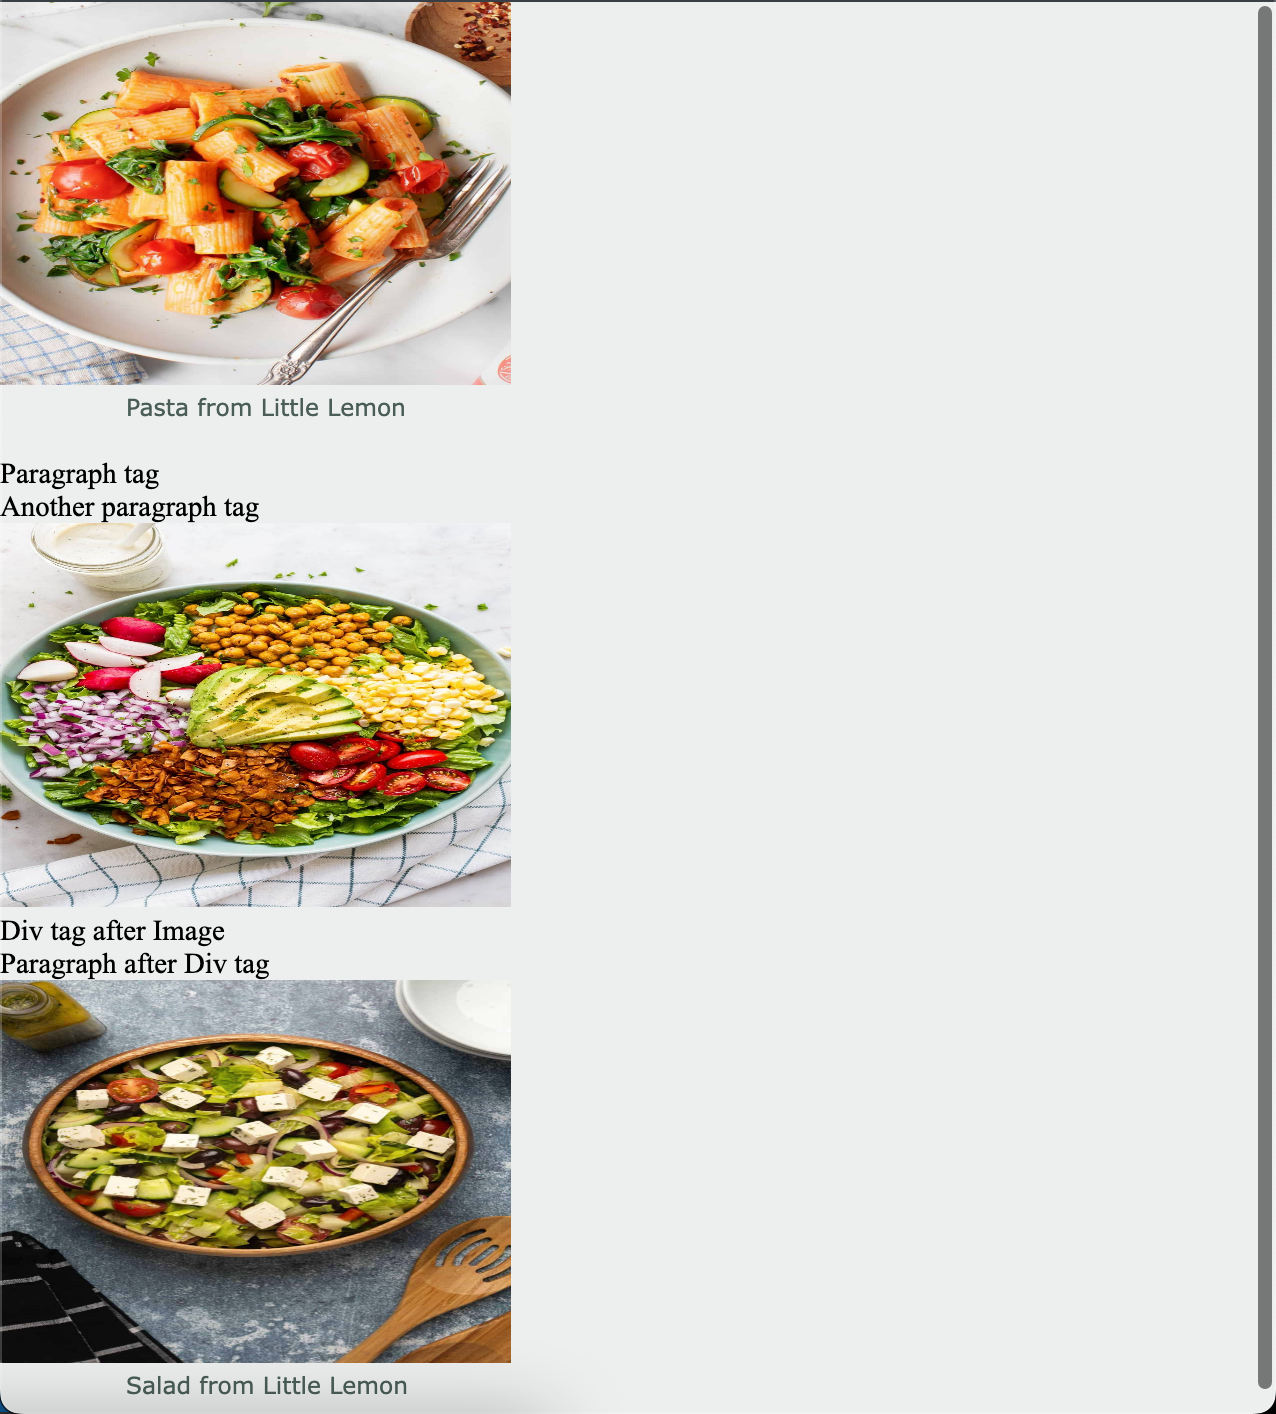 Pasta from Little Lemon
Paragraph tag
Another paragraph tag
Div tag after Image
Paragraph after Div tag
Salad from Little Lemon